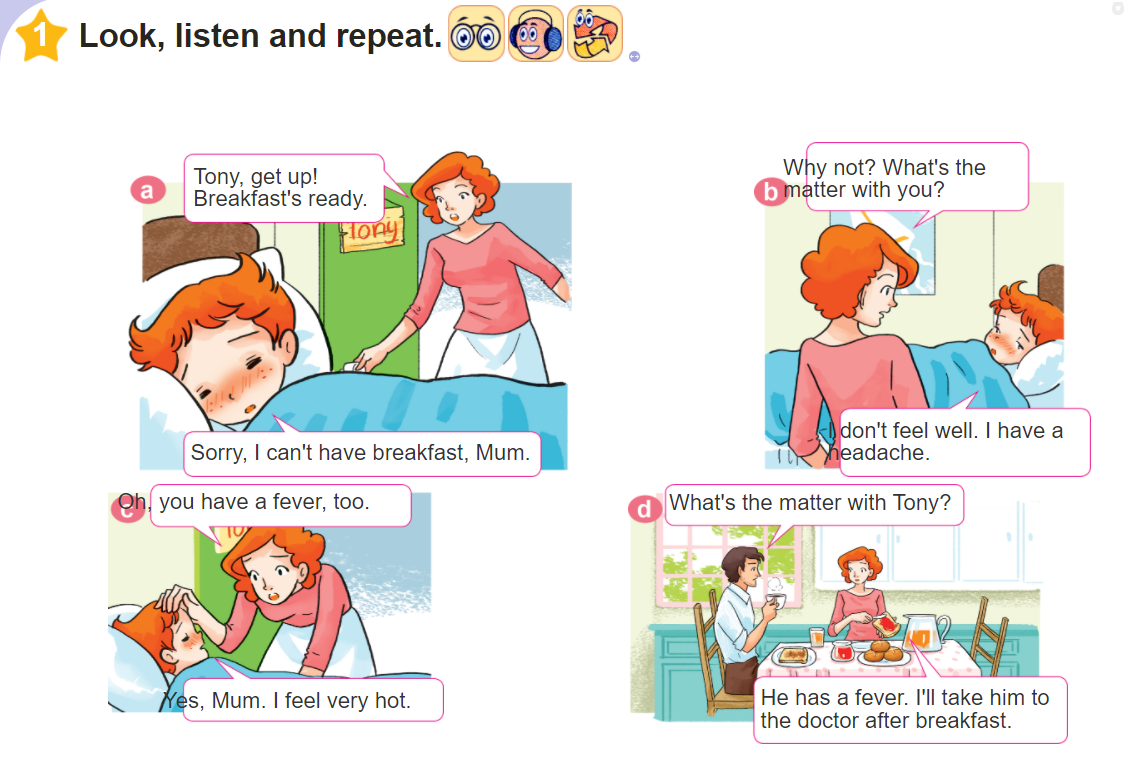 1 Look, listen and repeat.
a
Tony, get up!
Breakfast's ready.
Tony
Sorry, I can't have breakfast, Mum.
b
Why not? What's the
matter with you?
I don't feel well. I have a
headache.
c
Oh, you have a fever, too.
To
Yes, Mum. I feel very hot.
d
What's the matter with Tony?
He has a fever. I'll take him to
the doctor after breakfast.